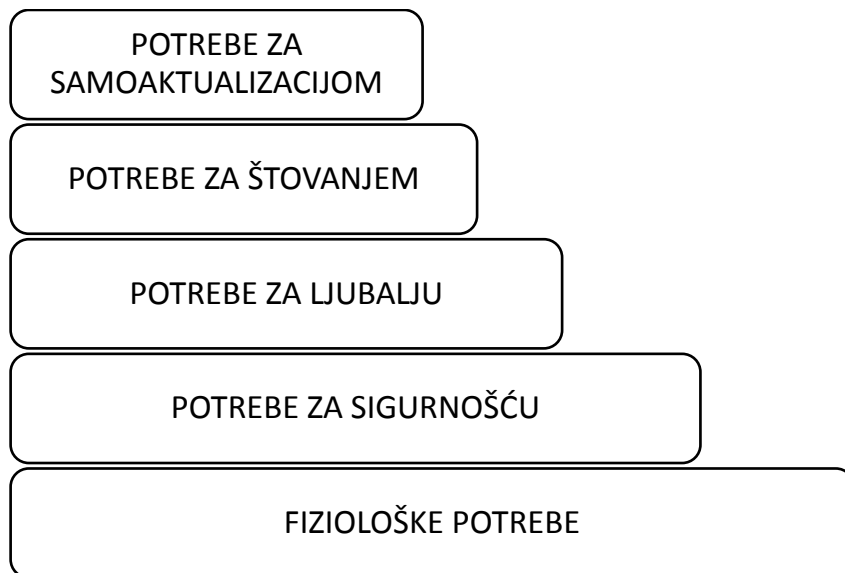 POTREBE ZA
SAMOAKTUALIZACIJOM
POTREBE ZA ŠTOVANJEM
POTREBE ZA LJUBALJU
POTREBE ZA SIGURNOŠĆU
FIZIOLOŠKE POTREBE